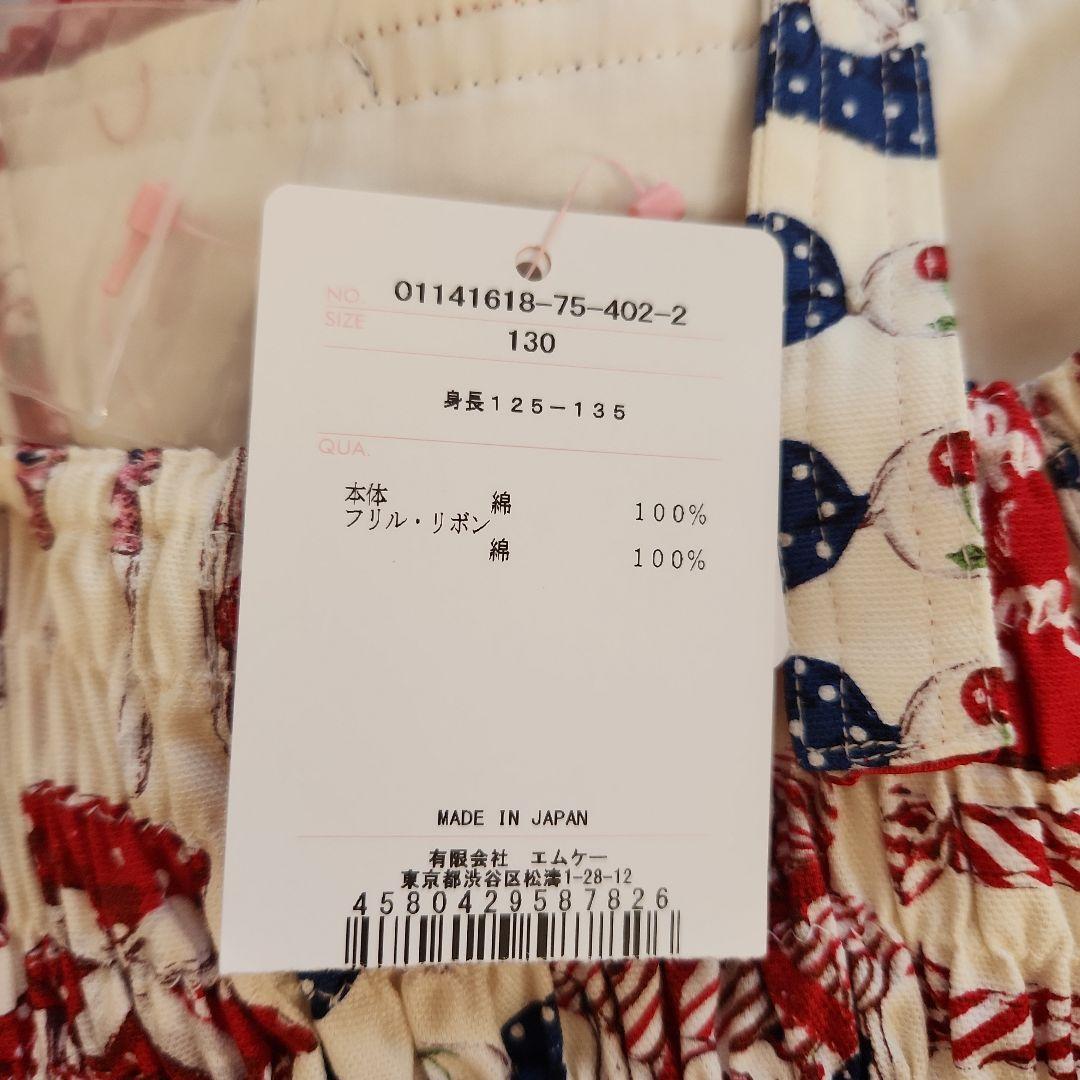 NO. 01141618-75-402-2
SIZE 130
身長125-135
QUA.
本体 綿 100%
フリル・リボン
綿 100%
MADE IN JAPAN
有限会社 エムケー
東京都渋谷区松濤1-28-12
4580429587826